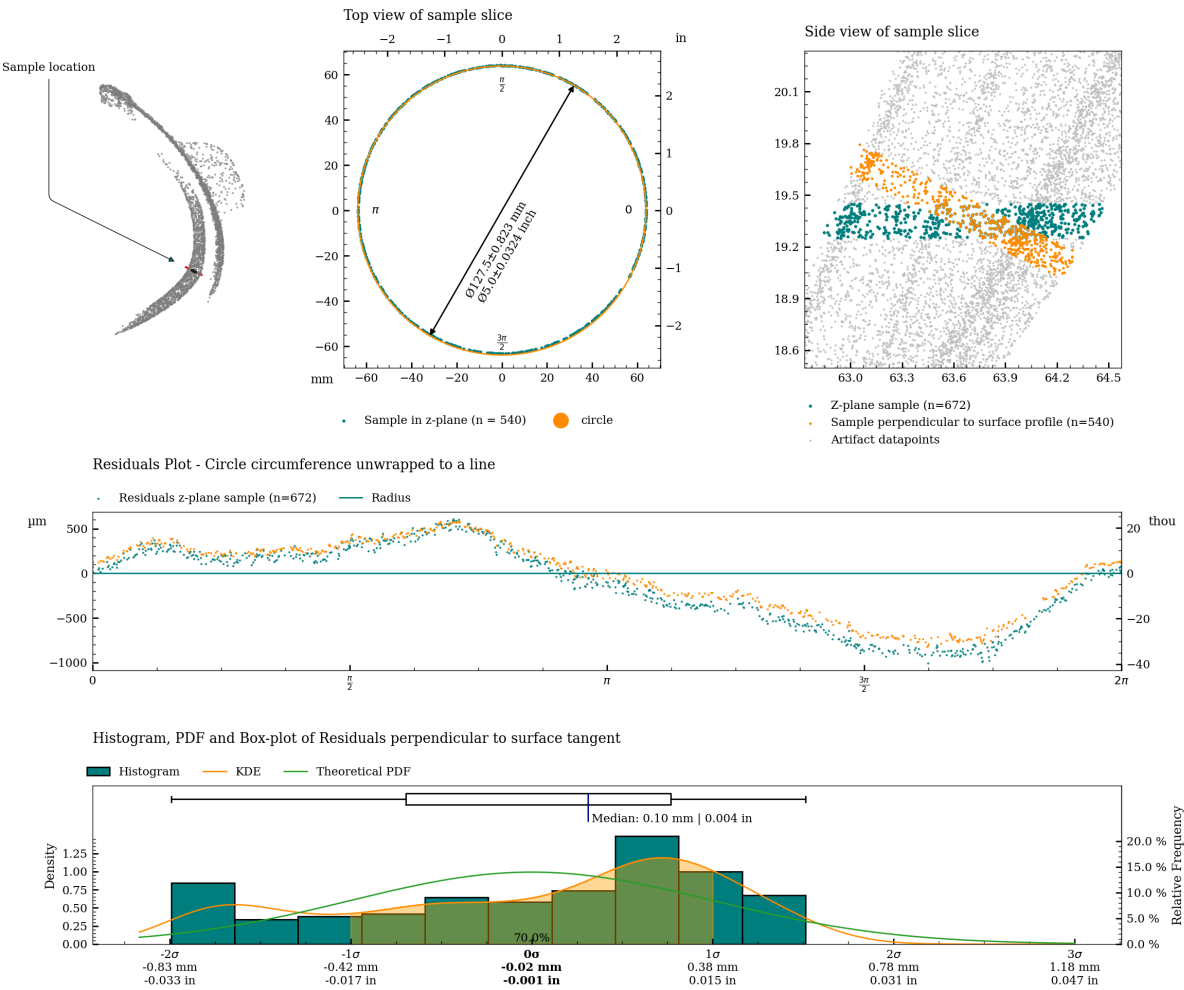 Top view of sample slice
Side view of sample slice
Sample location
−2 −1 0 1 2 in
60
40
20
0
−20
−40
−60
2
1
0
−1
−2
π/2
π
0
3π/2
Ø127.5±0.823 mm
Ø5.0±0.0324 inch
mm −60 −40 −20 0 20 40 60
Sample in z-plane (n = 540) circle
20.1
19.8
19.5
19.2
18.9
18.6
63.0 63.3 63.6 63.9 64.2 64.5
Z-plane sample (n=672)
Sample perpendicular to surface profile (n=540)
Artifact datapoints
Residuals Plot - Circle circumference unwrapped to a line
Residuals z-plane sample (n=672) Radius
µm
thou
500
0
−500
−1000
20
0
−20
−40
0 π/2 π 3π/2 2π
Histogram, PDF and Box-plot of Residuals perpendicular to surface tangent
Histogram KDE Theoretical PDF
Median: 0.10 mm | 0.004 in
Density
1.25
1.00
0.75
0.50
0.25
0.00
Relative Frequency
20.0 %
15.0 %
10.0 %
5.0 %
0.0 %
70.0%
-2σ -1σ 0σ 1σ 2σ 3σ
-0.83 mm -0.42 mm -0.02 mm 0.38 mm 0.78 mm 1.18 mm
-0.033 in -0.017 in -0.001 in 0.015 in 0.031 in 0.047 in